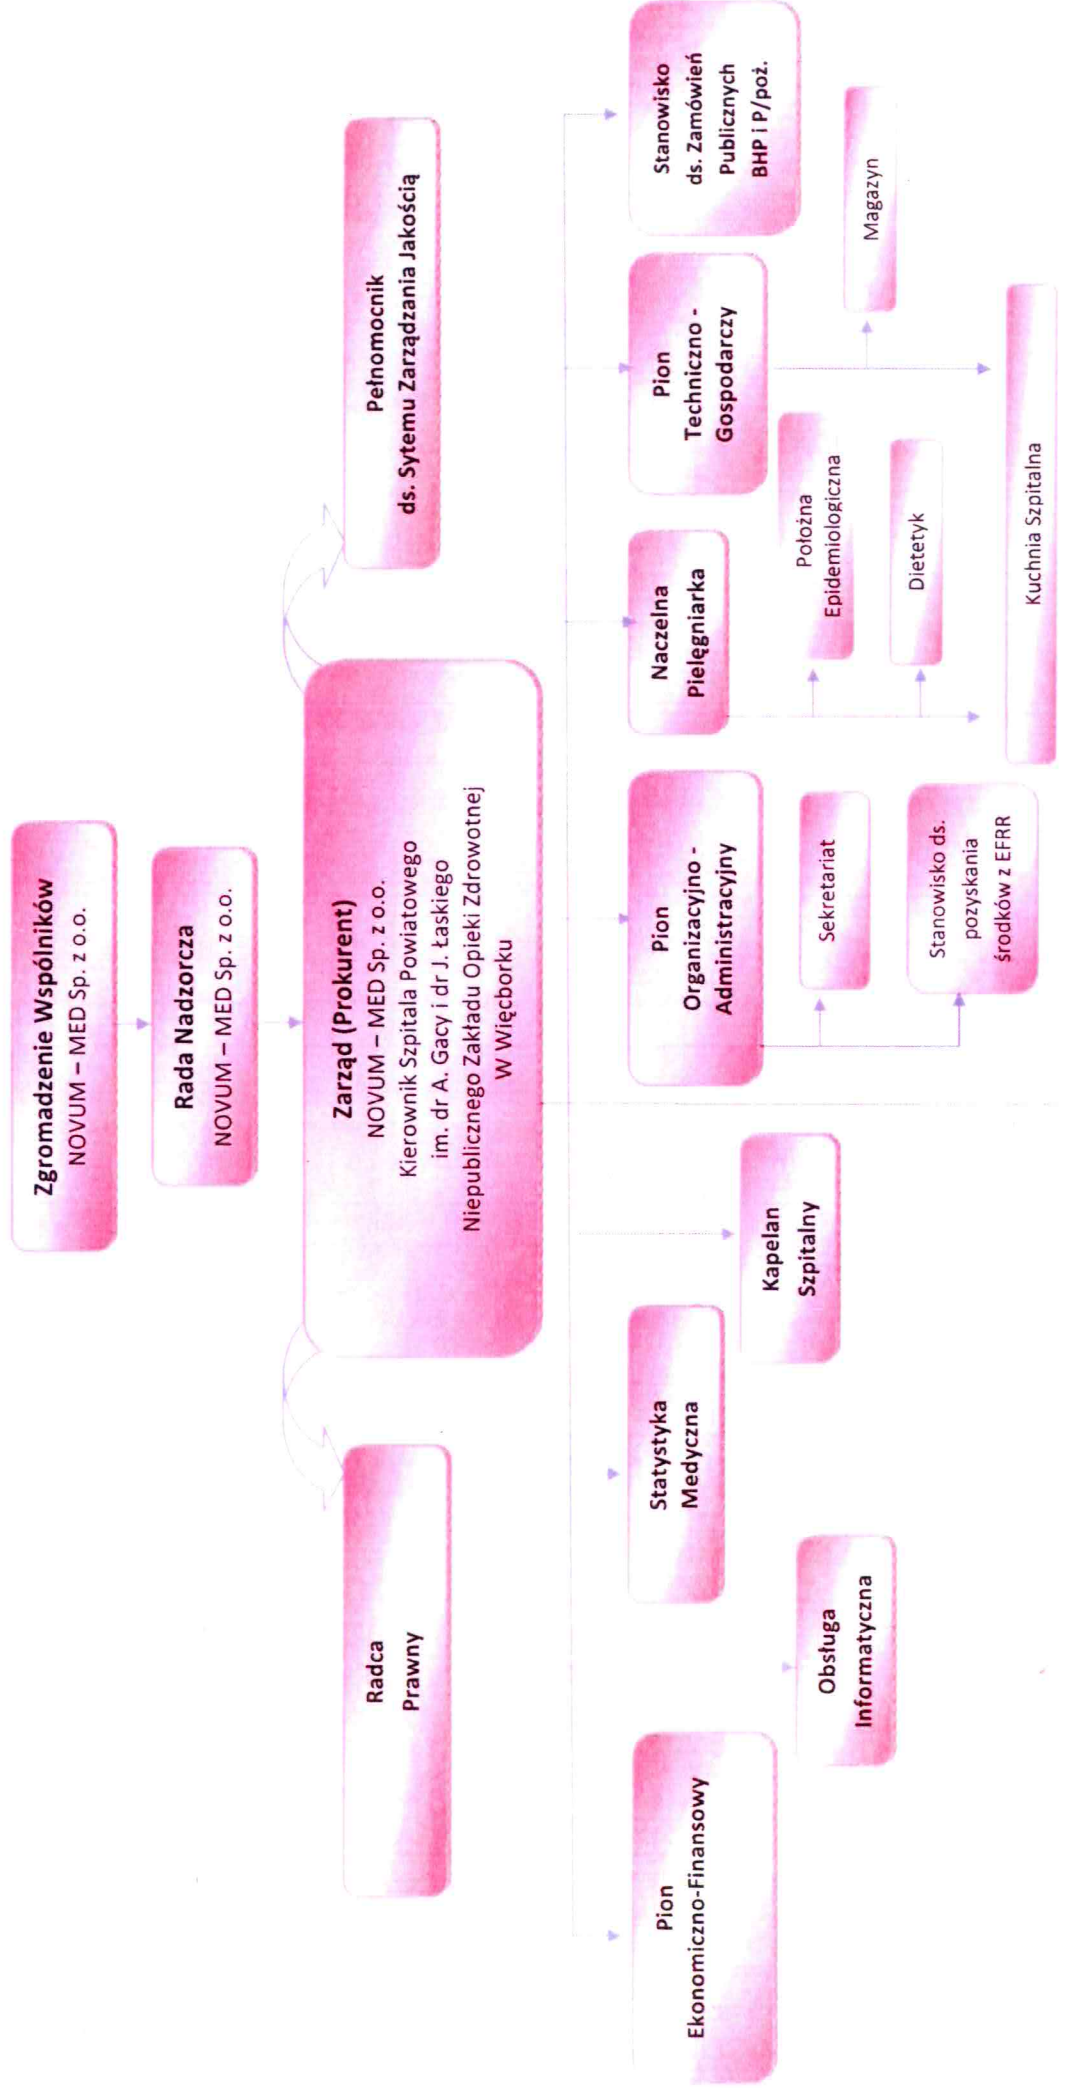 Zgromadzenie Wspólników
NOVUM – MED Sp. z o.o.
Rada Nadzorcza
NOVUM – MED Sp. z o.o.
Zarząd (Prokurent)
NOVUM – MED Sp. z o.o.
Kierownik Szpitala Powiatowego
im. dr A. Gacy i dr J. Łaskiego
Niepublicznego Zakładu Opieki Zdrowotnej
W Więcborku
Radca
Prawny
Pełnomocnik
ds. Sytemu Zarządzania Jakością
Pion
Ekonomiczno-Finansowy
Obsługa
Informatyczna
Statystyka
Medyczna
Kapelan
Szpitalny
Pion
Organizacyjno -
Administracyjny
Sekretariat
Stanowisko ds.
pozyskania
środków z EFRR
Naczelna
Pielęgniarka
Położna
Epidemiologiczna
Dietetyk
Pion
Techniczno -
Gospodarczy
Magazyn
Kuchnia Szpitalna
Stanowisko
ds. Zamówień
Publicznych
BHP i P/poż.